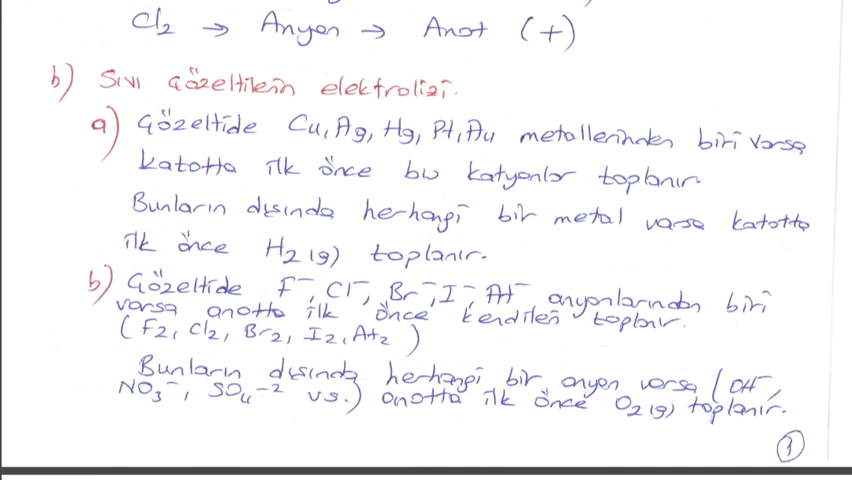 Cl2 → Anyon → Anot (+)
b) Sıvı çözeltilerin elektrolizi.
a) Çözeltide Cu, Ag, Hg, Pt, Au metallerinden biri varsa
katotta ilk önce bu katyonlar toplanır.
Bunların dışında herhangi bir metal varsa katotta
ilk önce H2(g) toplanır.
b) Çözeltide F⁻, Cl⁻, Br⁻, I⁻, At⁻ anyonlarından biri
varsa anotta ilk önce kendileri toplanır.
(F2, Cl2, Br2, I2, At2)
Bunların dışında herhangi bir anyon varsa (OH⁻,
NO3⁻, SO4⁻² vs.) anotta ilk önce O2(g) toplanır.
1